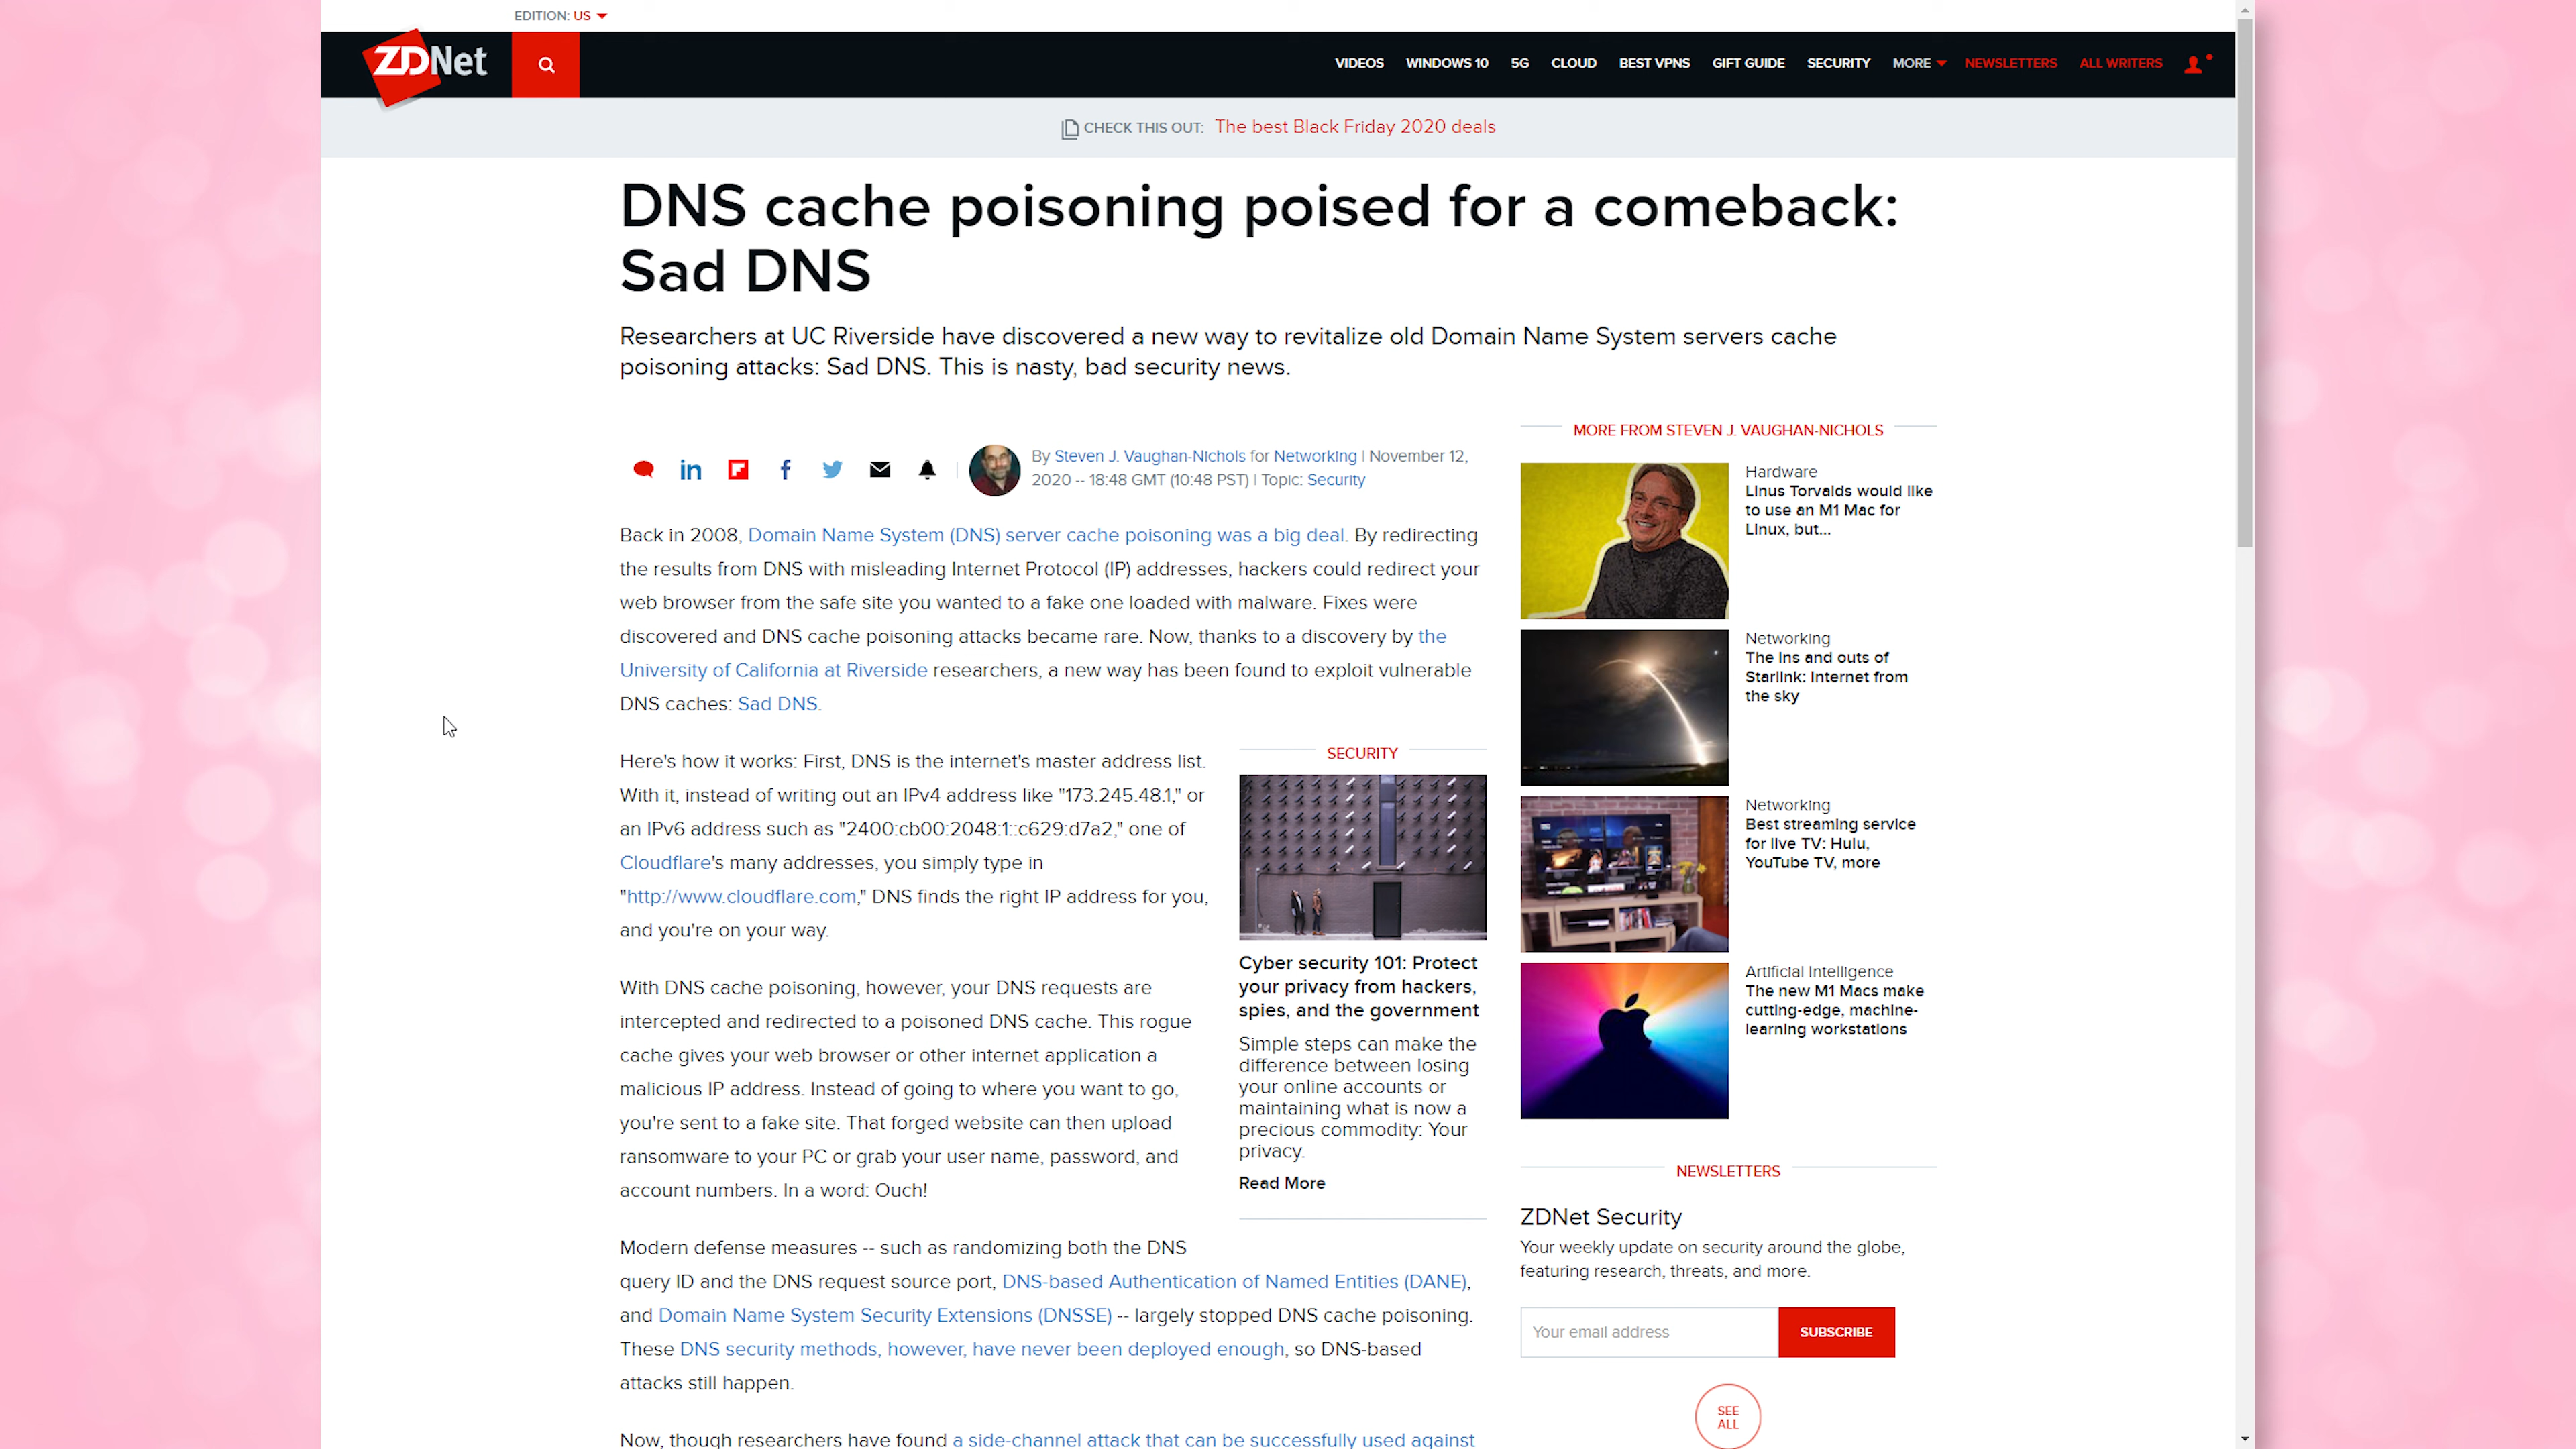 EDITION: US
ZDNet
VIDEOS WINDOWS 10 5G CLOUD BEST VPNS GIFT GUIDE SECURITY MORE NEWSLETTERS ALL WRITERS
CHECK THIS OUT: The best Black Friday 2020 deals
DNS cache poisoning poised for a comeback:
Sad DNS
Researchers at UC Riverside have discovered a new way to revitalize old Domain Name System servers cache
poisoning attacks: Sad DNS. This is nasty, bad security news.
By Steven J. Vaughan-Nichols for Networking | November 12,
2020 -- 18:48 GMT (10:48 PST) | Topic: Security
Back in 2008, Domain Name System (DNS) server cache poisoning was a big deal. By redirecting
the results from DNS with misleading Internet Protocol (IP) addresses, hackers could redirect your
web browser from the safe site you wanted to a fake one loaded with malware. Fixes were
discovered and DNS cache poisoning attacks became rare. Now, thanks to a discovery by the
University of California at Riverside researchers, a new way has been found to exploit vulnerable
DNS caches: Sad DNS.
Here's how it works: First, DNS is the internet's master address list.
With it, instead of writing out an IPv4 address like "173.245.48.1," or
an IPv6 address such as "2400:cb00:2048:1::c629:d7a2," one of
Cloudflare's many addresses, you simply type in
"http://www.cloudflare.com," DNS finds the right IP address for you,
and you're on your way.
With DNS cache poisoning, however, your DNS requests are
intercepted and redirected to a poisoned DNS cache. This rogue
cache gives your web browser or other internet application a
malicious IP address. Instead of going to where you want to go,
you're sent to a fake site. That forged website can then upload
ransomware to your PC or grab your user name, password, and
account numbers. In a word: Ouch!
Modern defense measures -- such as randomizing both the DNS
query ID and the DNS request source port, DNS-based Authentication of Named Entities (DANE),
and Domain Name System Security Extensions (DNSSE) -- largely stopped DNS cache poisoning.
These DNS security methods, however, have never been deployed enough, so DNS-based
attacks still happen.
Now, though researchers have found a side-channel attack that can be successfully used against
SECURITY
Cyber security 101: Protect
your privacy from hackers,
spies, and the government
Simple steps can make the
difference between losing
your online accounts or
maintaining what is now a
precious commodity: Your
privacy.
Read More
MORE FROM STEVEN J. VAUGHAN-NICHOLS
Hardware
Linus Torvalds would like
to use an M1 Mac for
Linux, but...
Networking
The ins and outs of
Starlink: Internet from
the sky
Networking
Best streaming service
for live TV: Hulu,
YouTube TV, more
Artificial Intelligence
The new M1 Macs make
cutting-edge, machine-
learning workstations
NEWSLETTERS
ZDNet Security
Your weekly update on security around the globe,
featuring research, threats, and more.
Your email address
SUBSCRIBE
SEE
ALL